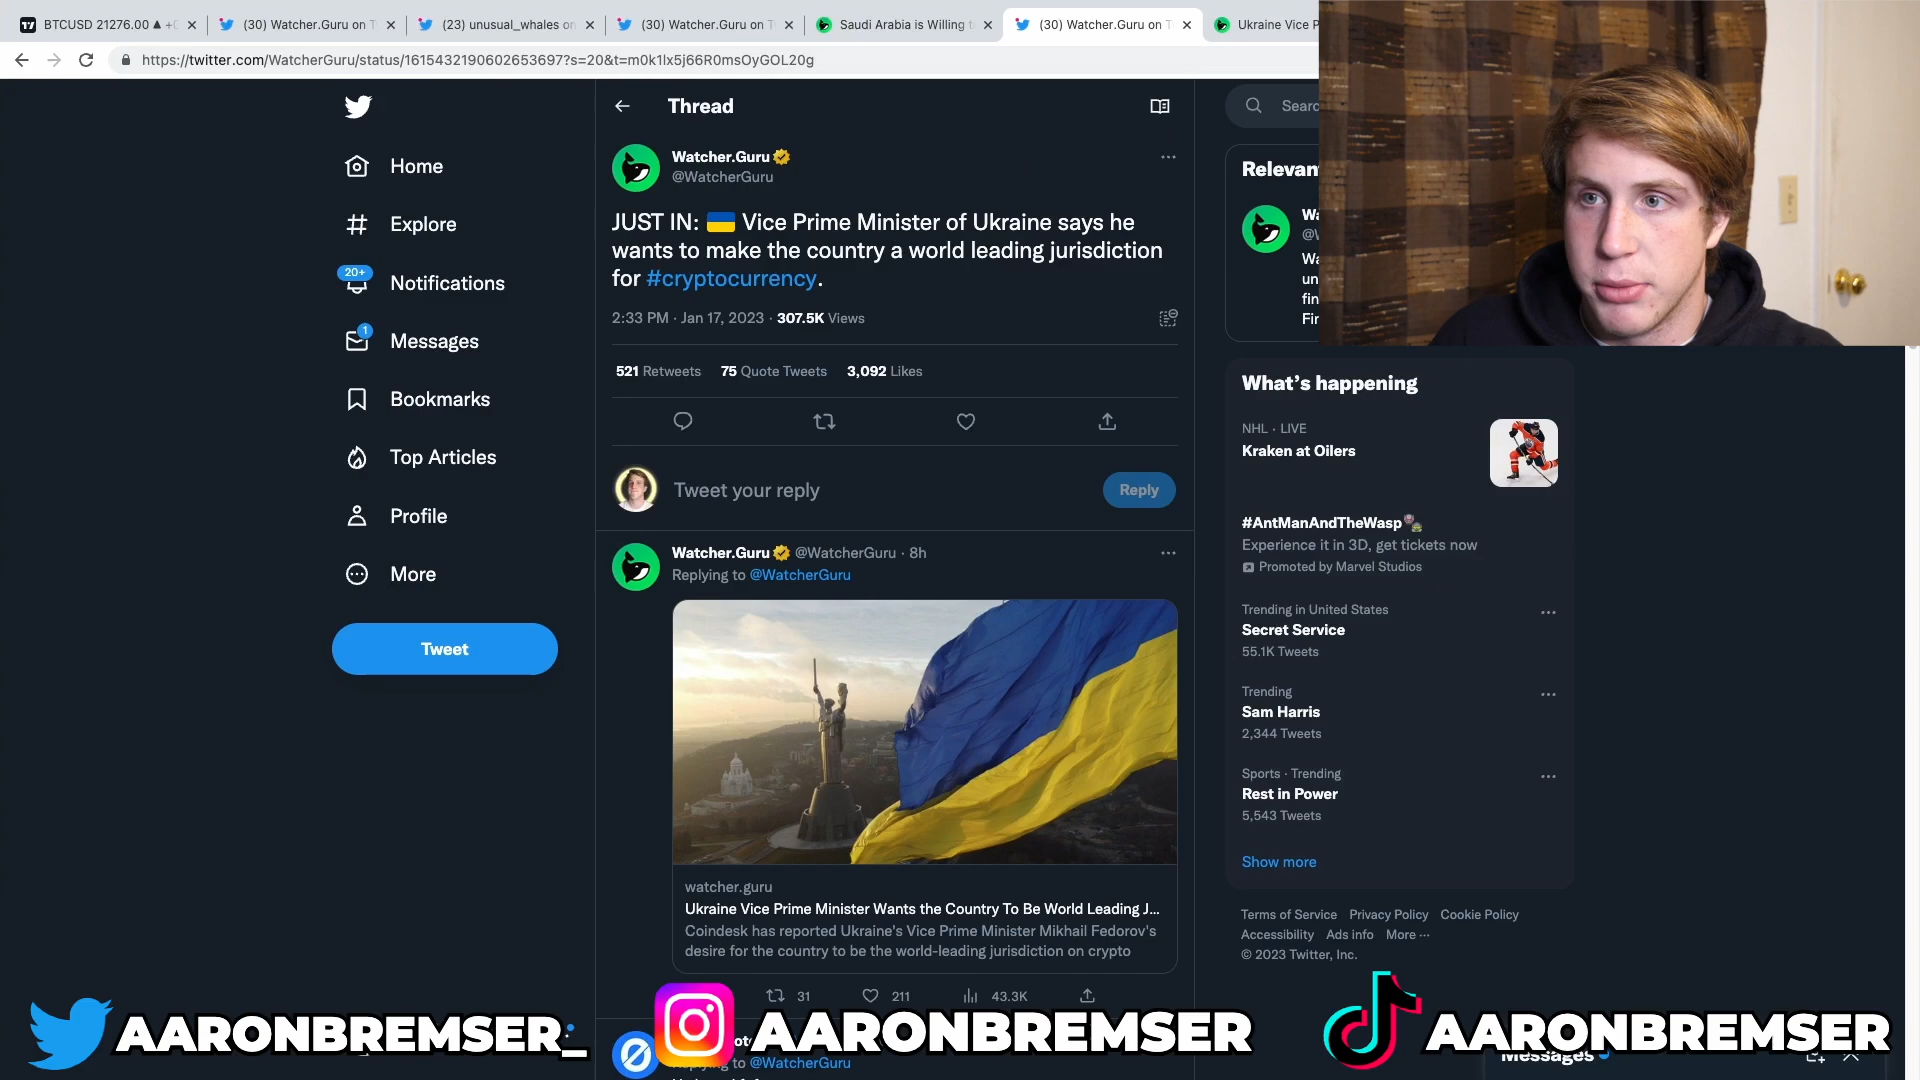 BTCUSD 21276.00
(30) Watcher.Guru on T
(23) unusual_whales on
(30) Watcher.Guru on T
Saudi Arabia is Willing t
(30) Watcher.Guru on T
Ukraine Vice P
https://twitter.com/WatcherGuru/status/1615432190602653697?s=20&t=m0k1lx5j66R0msOyGOL20g
Home
Explore
20+
Notifications
1
Messages
Bookmarks
Top Articles
Profile
More
Tweet
Thread
Watcher.Guru
@WatcherGuru
JUST IN: 🇺🇦 Vice Prime Minister of Ukraine says he
wants to make the country a world leading jurisdiction
for #cryptocurrency.
2:33 PM · Jan 17, 2023 · 307.5K Views
521 Retweets 75 Quote Tweets 3,092 Likes
Tweet your reply
Reply
Watcher.Guru @WatcherGuru · 8h
Replying to @WatcherGuru
watcher.guru
Ukraine Vice Prime Minister Wants the Country To Be World Leading J...
Coindesk has reported Ukraine's Vice Prime Minister Mikhail Fedorov's
desire for the country to be the world-leading jurisdiction on crypto
31 211 43.3K
to @WatcherGuru
Searc
Relevan
What's happening
NHL · LIVE
Kraken at Oilers
#AntManAndTheWasp
Experience it in 3D, get tickets now
Promoted by Marvel Studios
Trending in United States
Secret Service
55.1K Tweets
Trending
Sam Harris
2,344 Tweets
Sports · Trending
Rest in Power
5,543 Tweets
Show more
Terms of Service Privacy Policy Cookie Policy
Accessibility Ads info More ···
© 2023 Twitter, Inc.
Messages
AARONBREMSER_
AARONBREMSER
AARONBREMSER